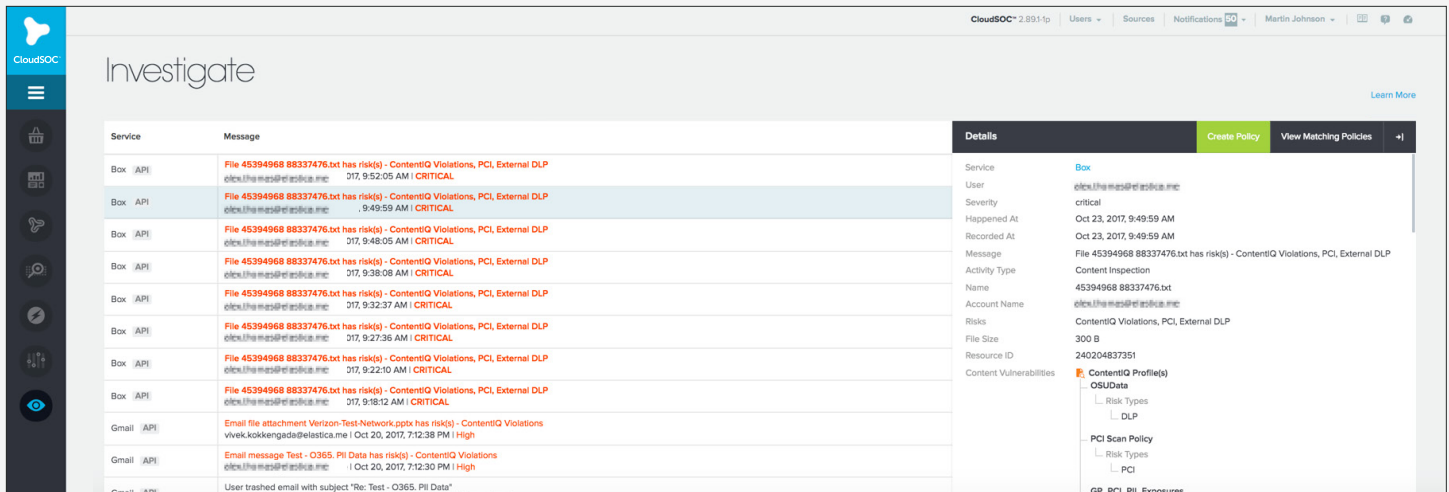 CloudSOC™ 2.89.1-1p Users Sources Notifications 50 Martin Johnson
CloudSOC
Investigate
Learn More
Service Message
Box API File 45394968 88337476.txt has risk(s) - ContentIQ Violations, PCI, External DLP
017, 9:52:05 AM | CRITICAL
Box API File 45394968 88337476.txt has risk(s) - ContentIQ Violations, PCI, External DLP
, 9:49:59 AM | CRITICAL
Box API File 45394968 88337476.txt has risk(s) - ContentIQ Violations, PCI, External DLP
017, 9:48:05 AM | CRITICAL
Box API File 45394968 88337476.txt has risk(s) - ContentIQ Violations, PCI, External DLP
017, 9:38:08 AM | CRITICAL
Box API File 45394968 88337476.txt has risk(s) - ContentIQ Violations, PCI, External DLP
017, 9:32:37 AM | CRITICAL
Box API File 45394968 88337476.txt has risk(s) - ContentIQ Violations, PCI, External DLP
017, 9:27:36 AM | CRITICAL
Box API File 45394968 88337476.txt has risk(s) - ContentIQ Violations, PCI, External DLP
017, 9:22:10 AM | CRITICAL
Box API File 45394968 88337476.txt has risk(s) - ContentIQ Violations, PCI, External DLP
017, 9:18:12 AM | CRITICAL
Gmail API Email file attachment Verizon-Test-Network.pptx has risk(s) - ContentIQ Violations
vivek.kokkengada@elastica.me | Oct 20, 2017, 7:12:38 PM | High
Gmail API Email message Test - O365. PII Data has risk(s) - ContentIQ Violations
| Oct 20, 2017, 7:12:30 PM | High
Gmail API User trashed email with subject "Re: Test - O365. PII Data"
Details Create Policy View Matching Policies
Service Box
User
Severity critical
Happened At Oct 23, 2017, 9:49:59 AM
Recorded At Oct 23, 2017, 9:49:59 AM
Message File 45394968 88337476.txt has risk(s) - ContentIQ Violations, PCI, External DLP
Activity Type Content Inspection
Name 45394968 88337476.txt
Account Name
Risks ContentIQ Violations, PCI, External DLP
File Size 300 B
Resource ID 240204837351
Content Vulnerabilities ContentIQ Profile(s)
OSUData
Risk Types
DLP
PCI Scan Policy
Risk Types
PCI
GP, PCI, PII, Exposures